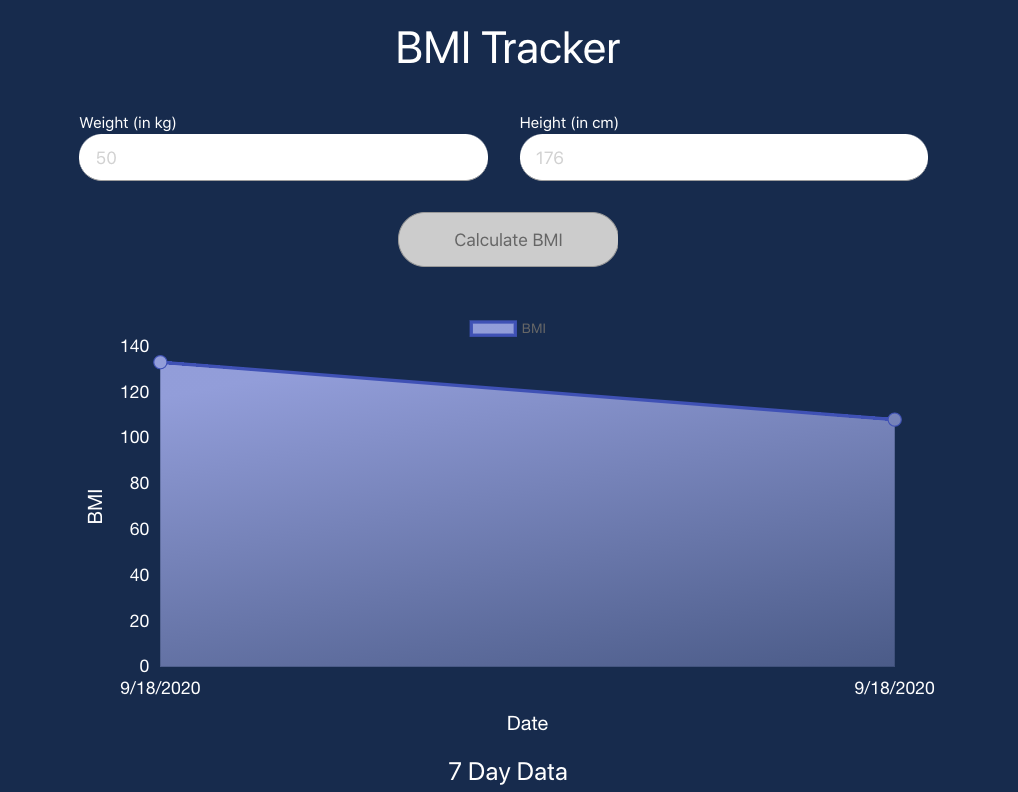 BMI Tracker
Weight (in kg)
Height (in cm)
50
176
Calculate BMI
BMI
140
120
100
80
60
40
20
0
BMI
9/18/2020
9/18/2020
Date
7 Day Data